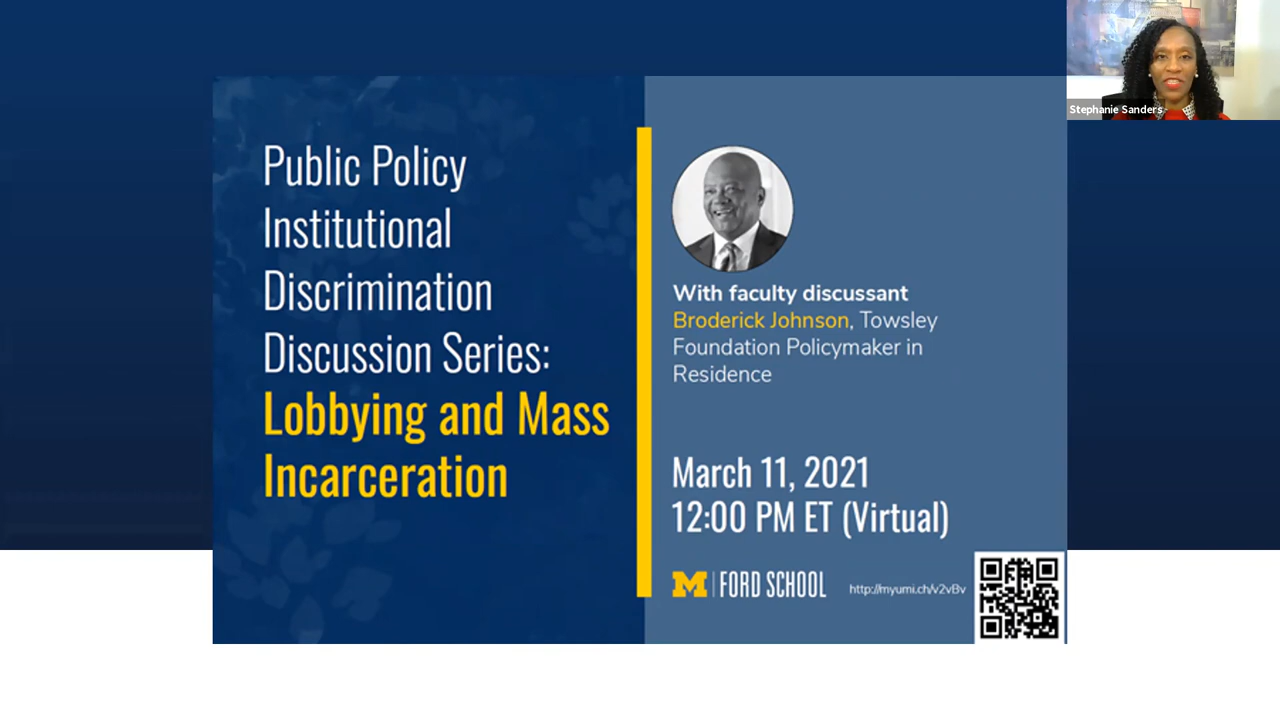 Stephanie Sanders
Public Policy
Institutional
Discrimination
Discussion Series:
Lobbying and Mass
Incarceration
With faculty discussant
Broderick Johnson, Towsley
Foundation Policymaker in
Residence
March 11, 2021
12:00 PM ET (Virtual)
M FORD SCHOOL
http://myumi.ch/v2vBv